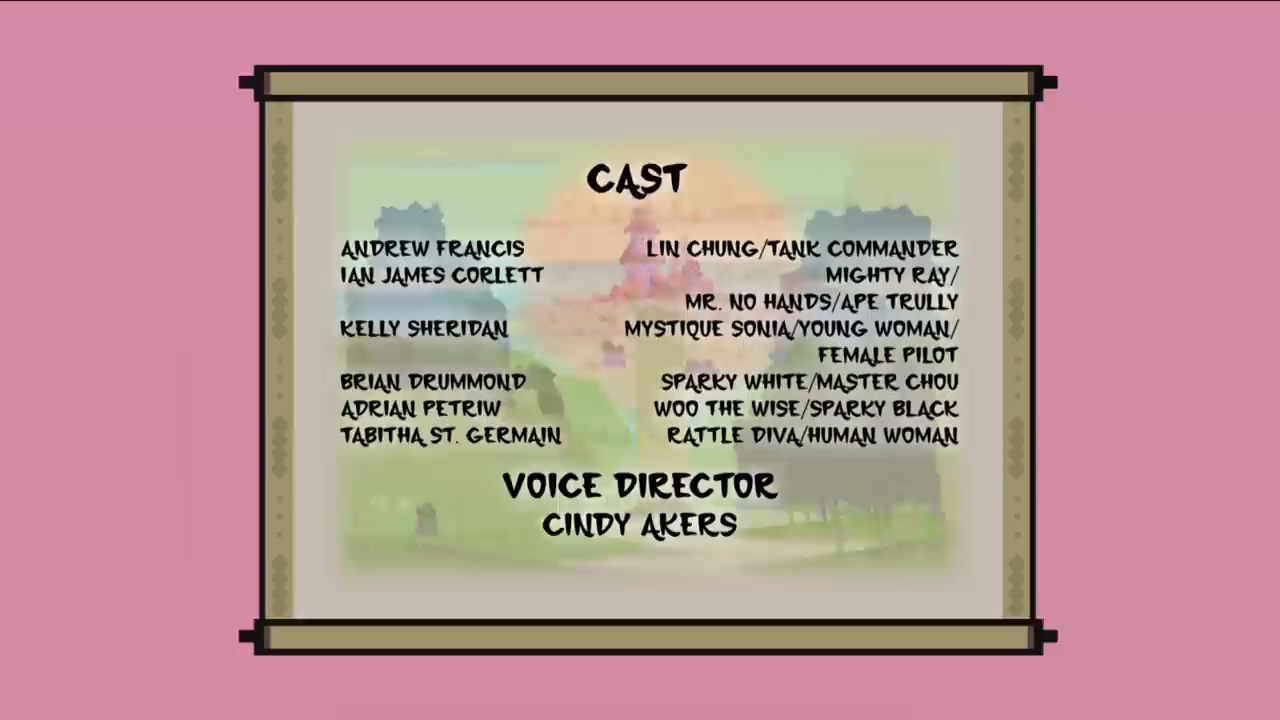 CAST
ANDREW FRANCIS LIN CHUNG/TANK COMMANDER
IAN JAMES CORLETT MIGHTY RAY/
MR. NO HANDS/APE TRULLY
KELLY SHERIDAN MYSTIQUE SONIA/YOUNG WOMAN/
FEMALE PILOT
BRIAN DRUMMOND SPARKY WHITE/MASTER CHOU
ADRIAN PETRIW WOO THE WISE/SPARKY BLACK
TABITHA ST. GERMAIN RATTLE DIVA/HUMAN WOMAN
VOICE DIRECTOR
CINDY AKERS